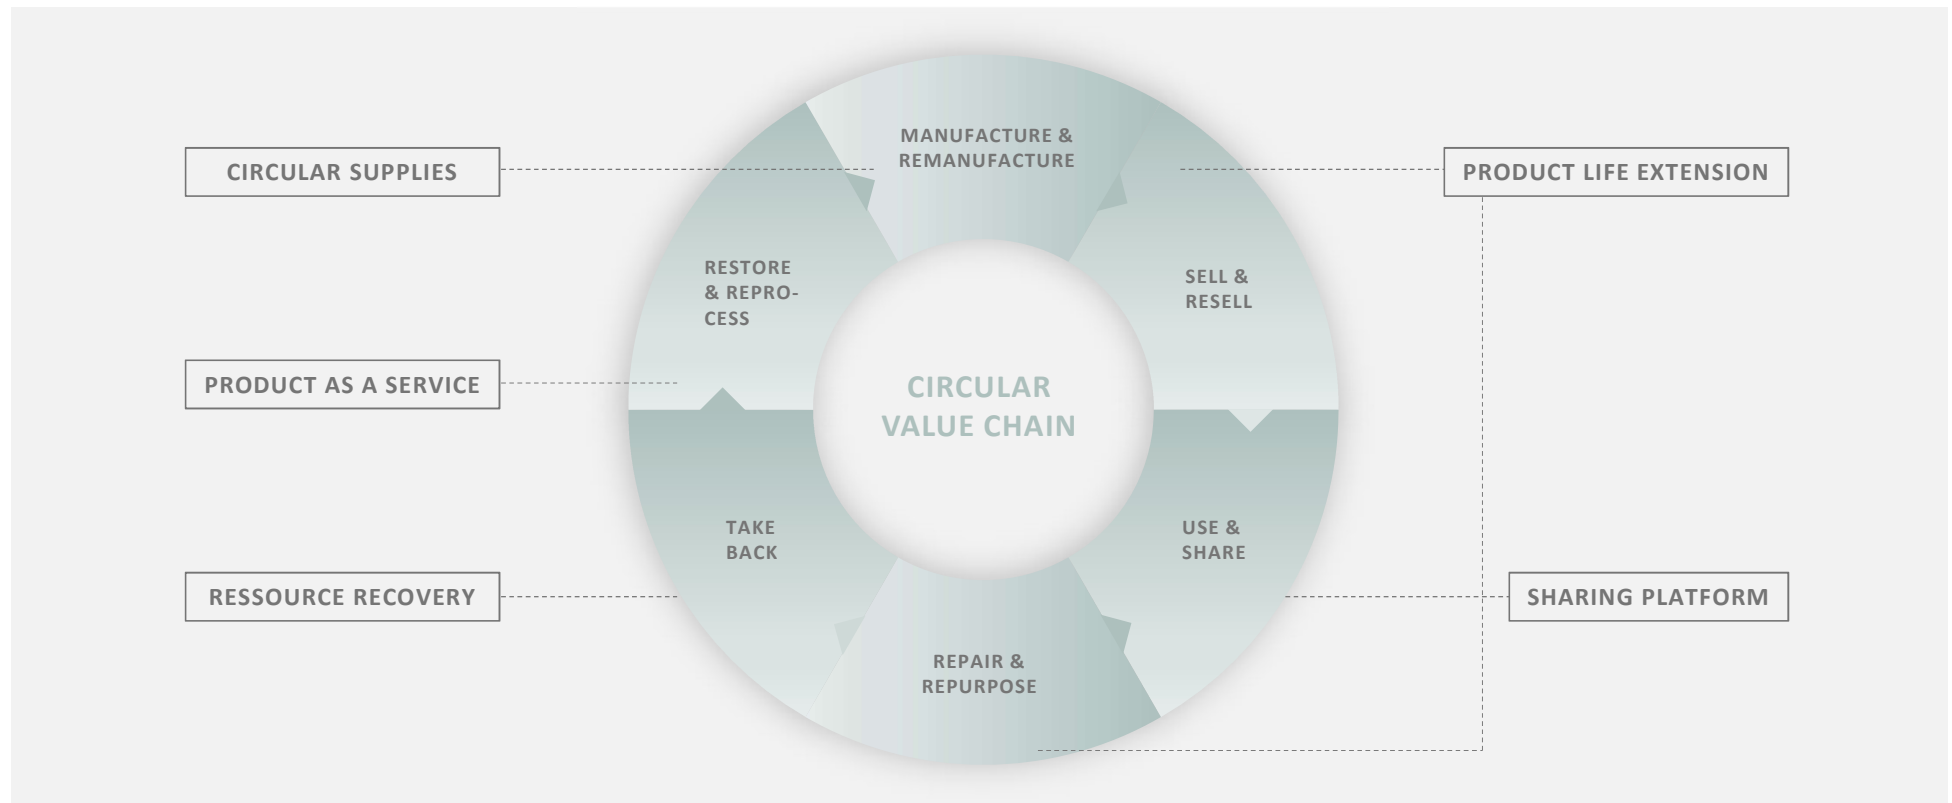 MANUFACTURE &
REMANUFACTURE
CIRCULAR SUPPLIES
PRODUCT LIFE EXTENSION
RESTORE
& REPRO-
CESS
SELL &
RESELL
PRODUCT AS A SERVICE
CIRCULAR
VALUE CHAIN
TAKE
BACK
USE &
SHARE
RESSOURCE RECOVERY
SHARING PLATFORM
REPAIR &
REPURPOSE